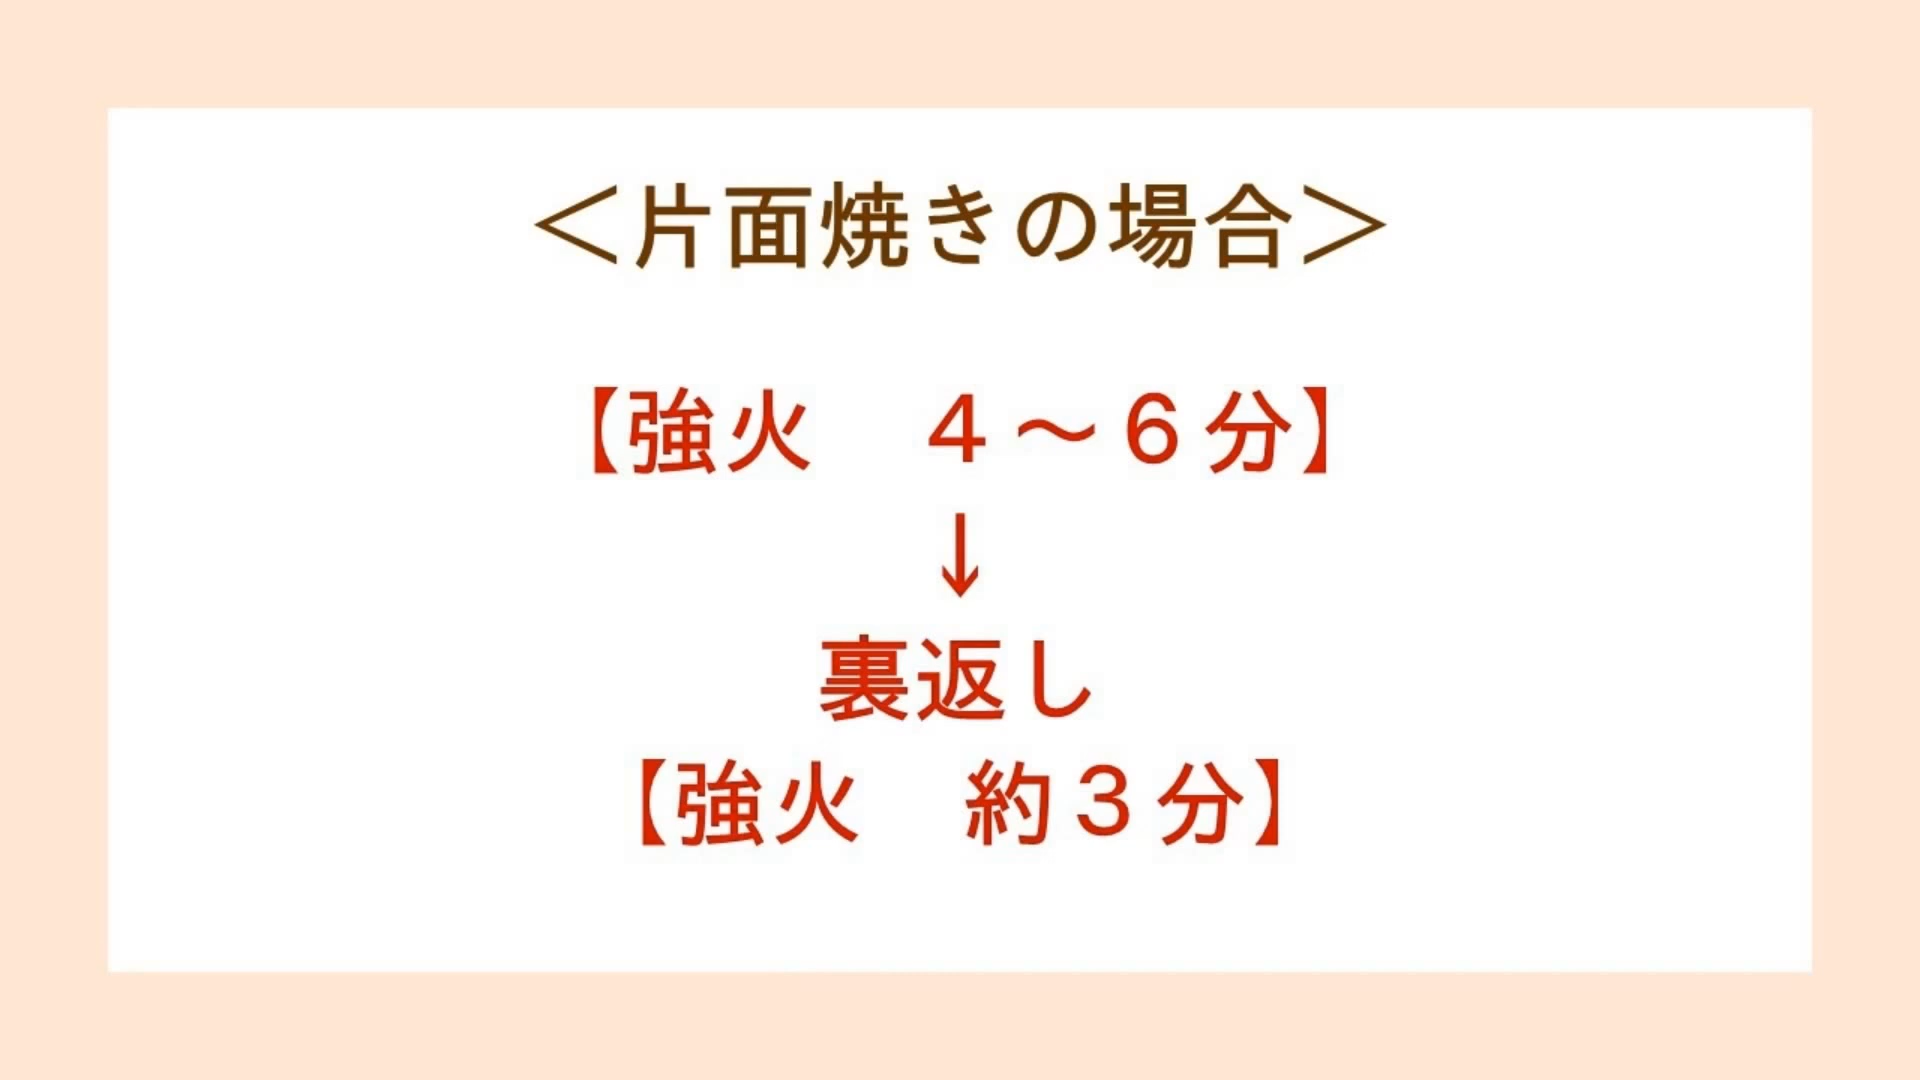 ＜片面焼きの場合＞
【強火　４〜６分】
↓
裏返し
【強火　約３分】